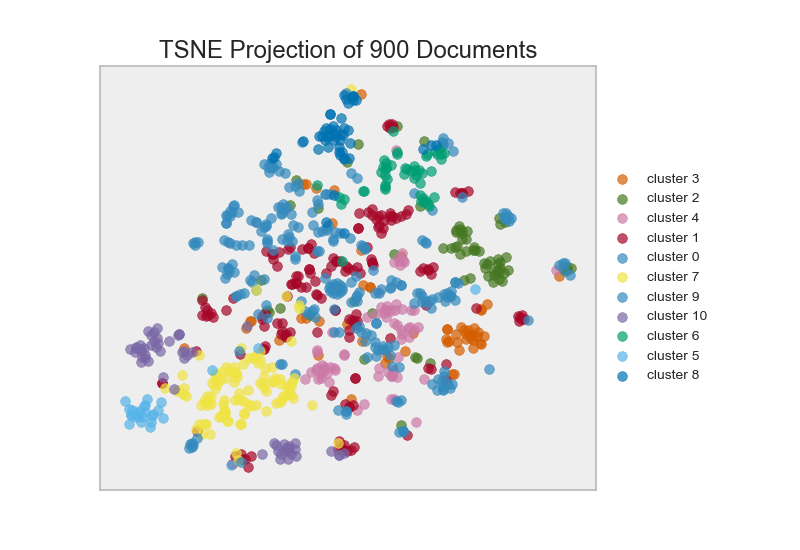 TSNE Projection of 900 Documents
cluster 3
cluster 2
cluster 4
cluster 1
cluster 0
cluster 7
cluster 9
cluster 10
cluster 6
cluster 5
cluster 8